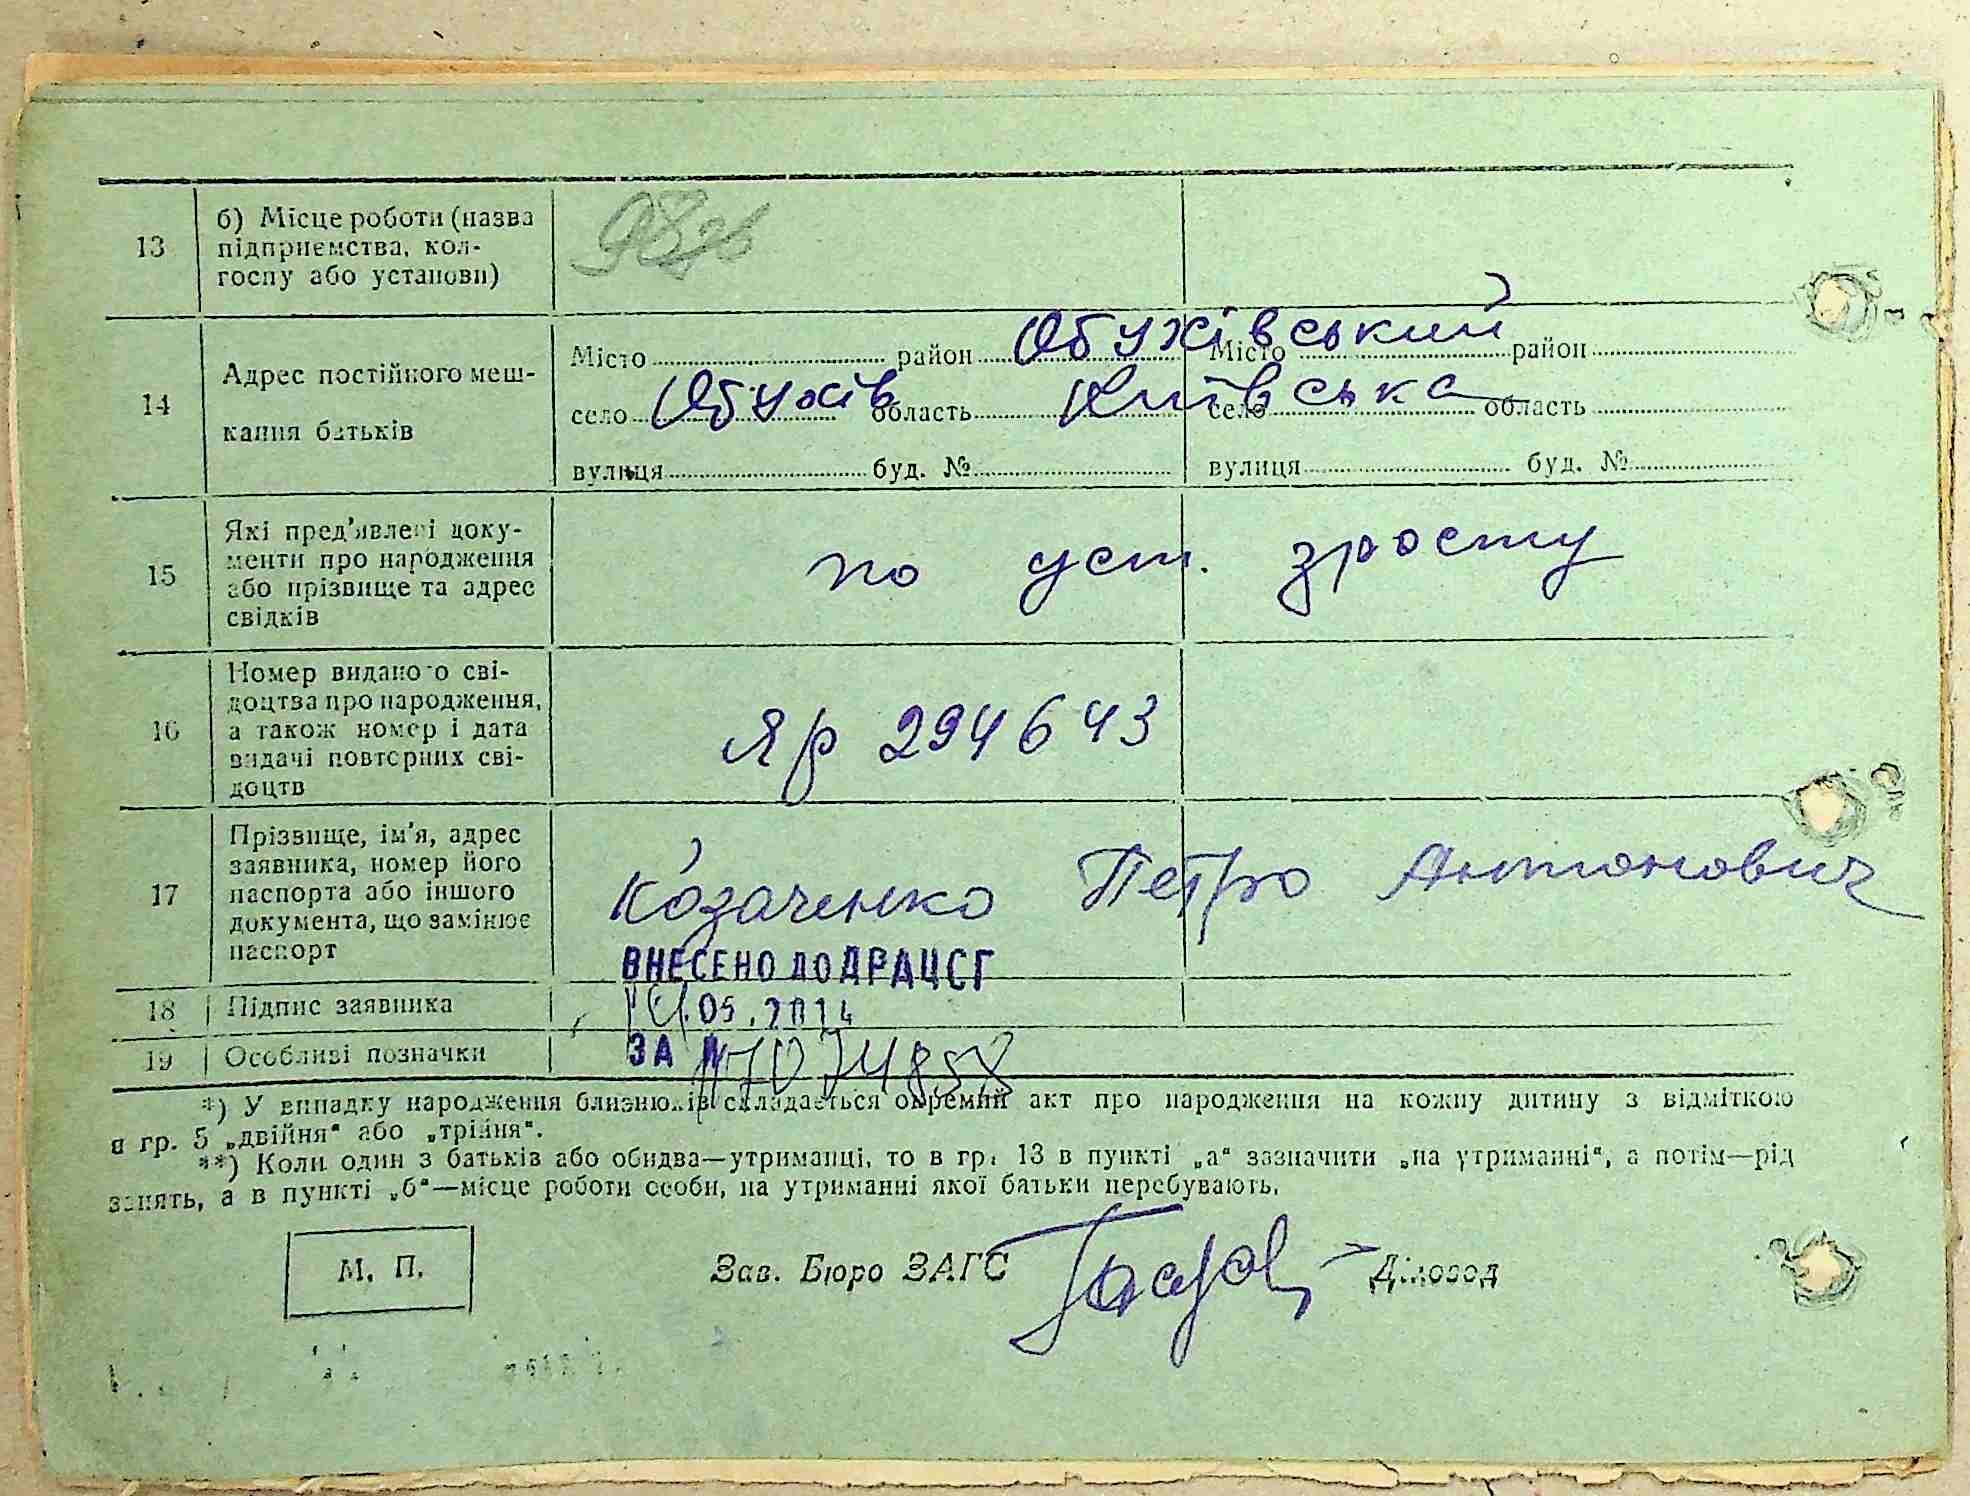 13
б) Місце роботи (назва
підприємства, кол-
госпу або установи)
14
Адрес постійного меш-
кання батьків
Місто район Обухівський Місто район
село Обухів область Київська село область
вулиця буд. № вулиця буд. №
15
Які пред'явлені доку-
менти про народження
або прізвище та адрес
свідків
по уст. зросту
16
Номер виданого сві-
доцтва про народження,
а також номер і дата
видачі повторних сві-
доцтв
Яр 294643
17
Прізвище, ім'я, адрес
заявника, номер його
паспорта або іншого
документа, що замінює
паспорт
Козаченко Петро Антонович
ВНЕСЕНО ДО ДРАЦСГ
18 Підпис заявника
.05.2014
19 Особливі позначки
ЗА №
*) У випадку народження близнюків складається окремий акт про народження на кожну дитину з відміткою
в гр. 5 „двійня“ або „трійня“.
**) Коли один з батьків або обидва—утриманці, то в гр. 13 в пункті „а“ зазначити „на утриманні“, а потім—рід
занять, а в пункті „б“—місце роботи особи, на утриманні якої батьки перебувають.
М. П.
Зав. Бюро ЗАГС
Діловод